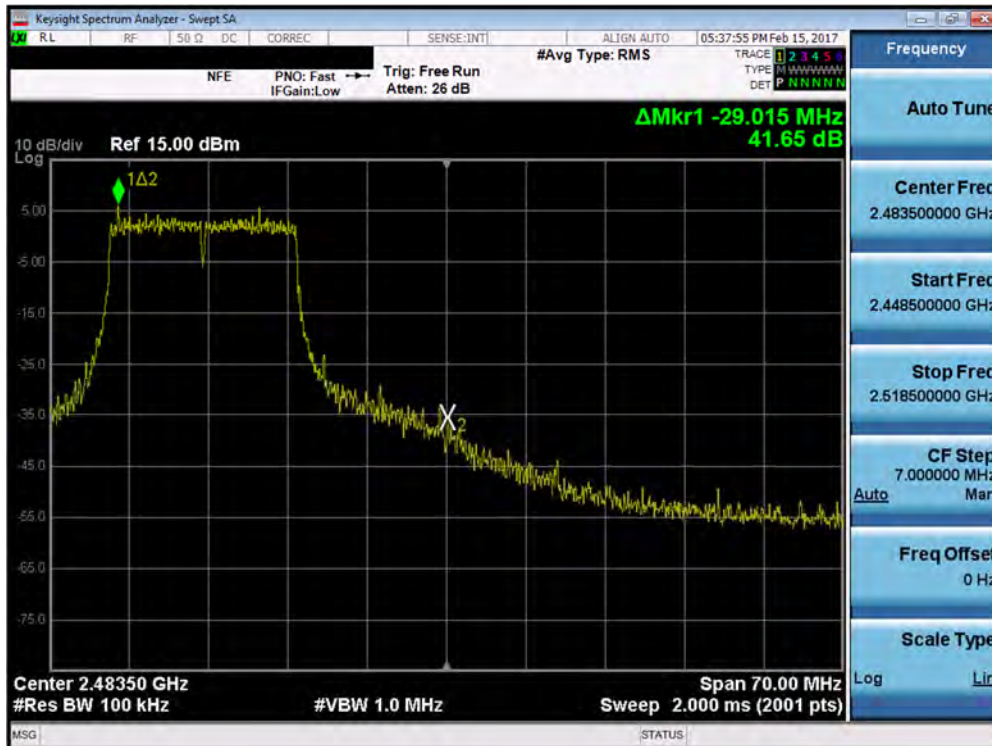 Keysight Spectrum Analyzer - Swept SA
RL RF 50 Ω DC CORREC SENSE:INT ALIGN AUTO 05:37:55 PM Feb 15, 2017
#Avg Type: RMS
TRACE 1 2 3 4 5 6
NFE PNO: Fast Trig: Free Run TYPE M W W W W W
IFGain:Low Atten: 26 dB DET P N N N N N
ΔMkr1 -29.015 MHz
41.65 dB
10 dB/div Ref 15.00 dBm
Log
1Δ2
5.00
-5.00
-15.0
-25.0
-35.0
X2
-45.0
-55.0
-65.0
-75.0
Center 2.48350 GHz Span 70.00 MHz
#Res BW 100 kHz #VBW 1.0 MHz Sweep 2.000 ms (2001 pts)
MSG STATUS
Frequency
Auto Tune
Center Freq
2.483500000 GHz
Start Freq
2.448500000 GHz
Stop Freq
2.518500000 GHz
CF Step
7.000000 MHz
Auto Man
Freq Offset
0 Hz
Scale Type
Log Lin